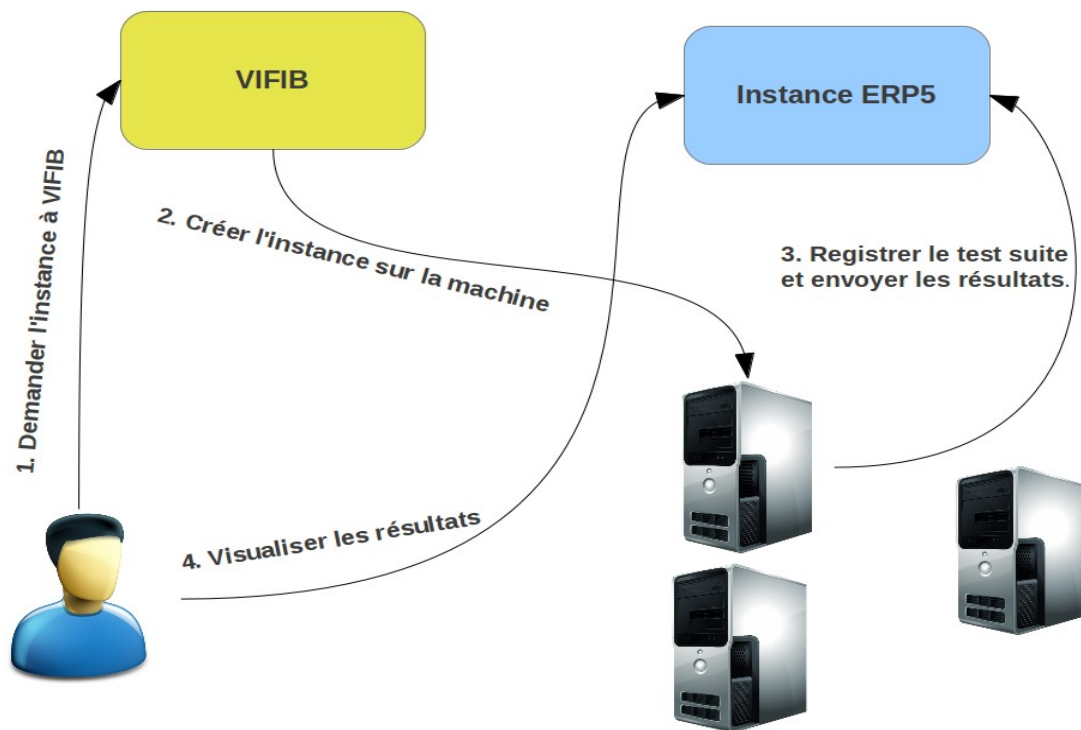 VIFIB
Instance ERP5
1. Demander l'instance à VIFIB
2. Créer l'instance sur la machine
3. Registrer le test suite
et envoyer les résultats.
4. Visualiser les résultats